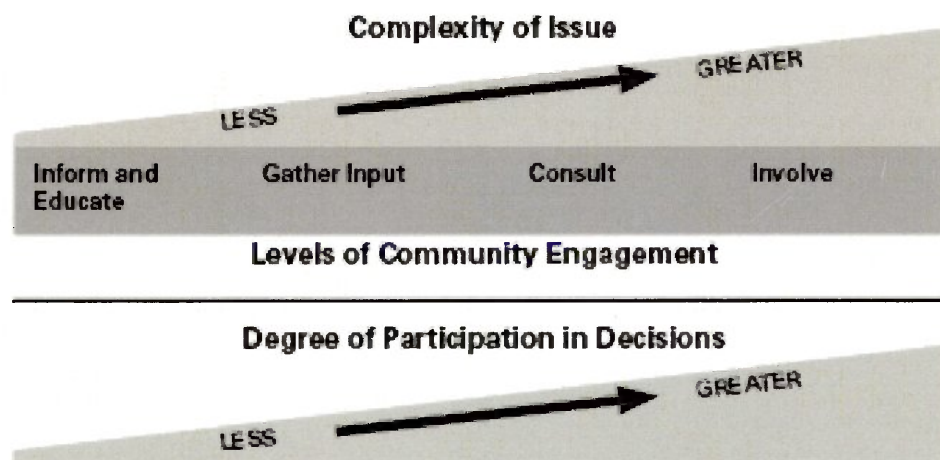 Complexity of Issue
LESS GREATER
Inform and Educate Gather Input Consult Involve
Levels of Community Engagement
Degree of Participation in Decisions
LESS GREATER